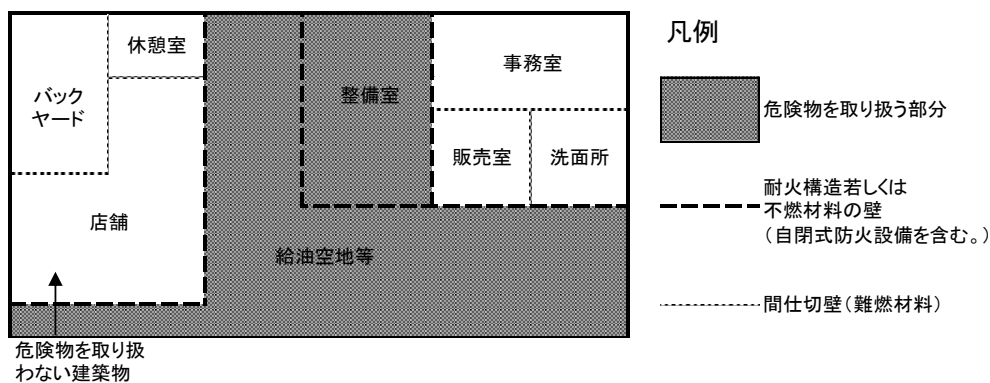 休憩室
バック
ヤード
店舗
整備室
事務室
販売室
洗面所
給油空地等
危険物を取り扱
わない建築物
凡例
危険物を取り扱う部分
耐火構造若しくは
不燃材料の壁
（自閉式防火設備を含む。）
間仕切壁（難燃材料）